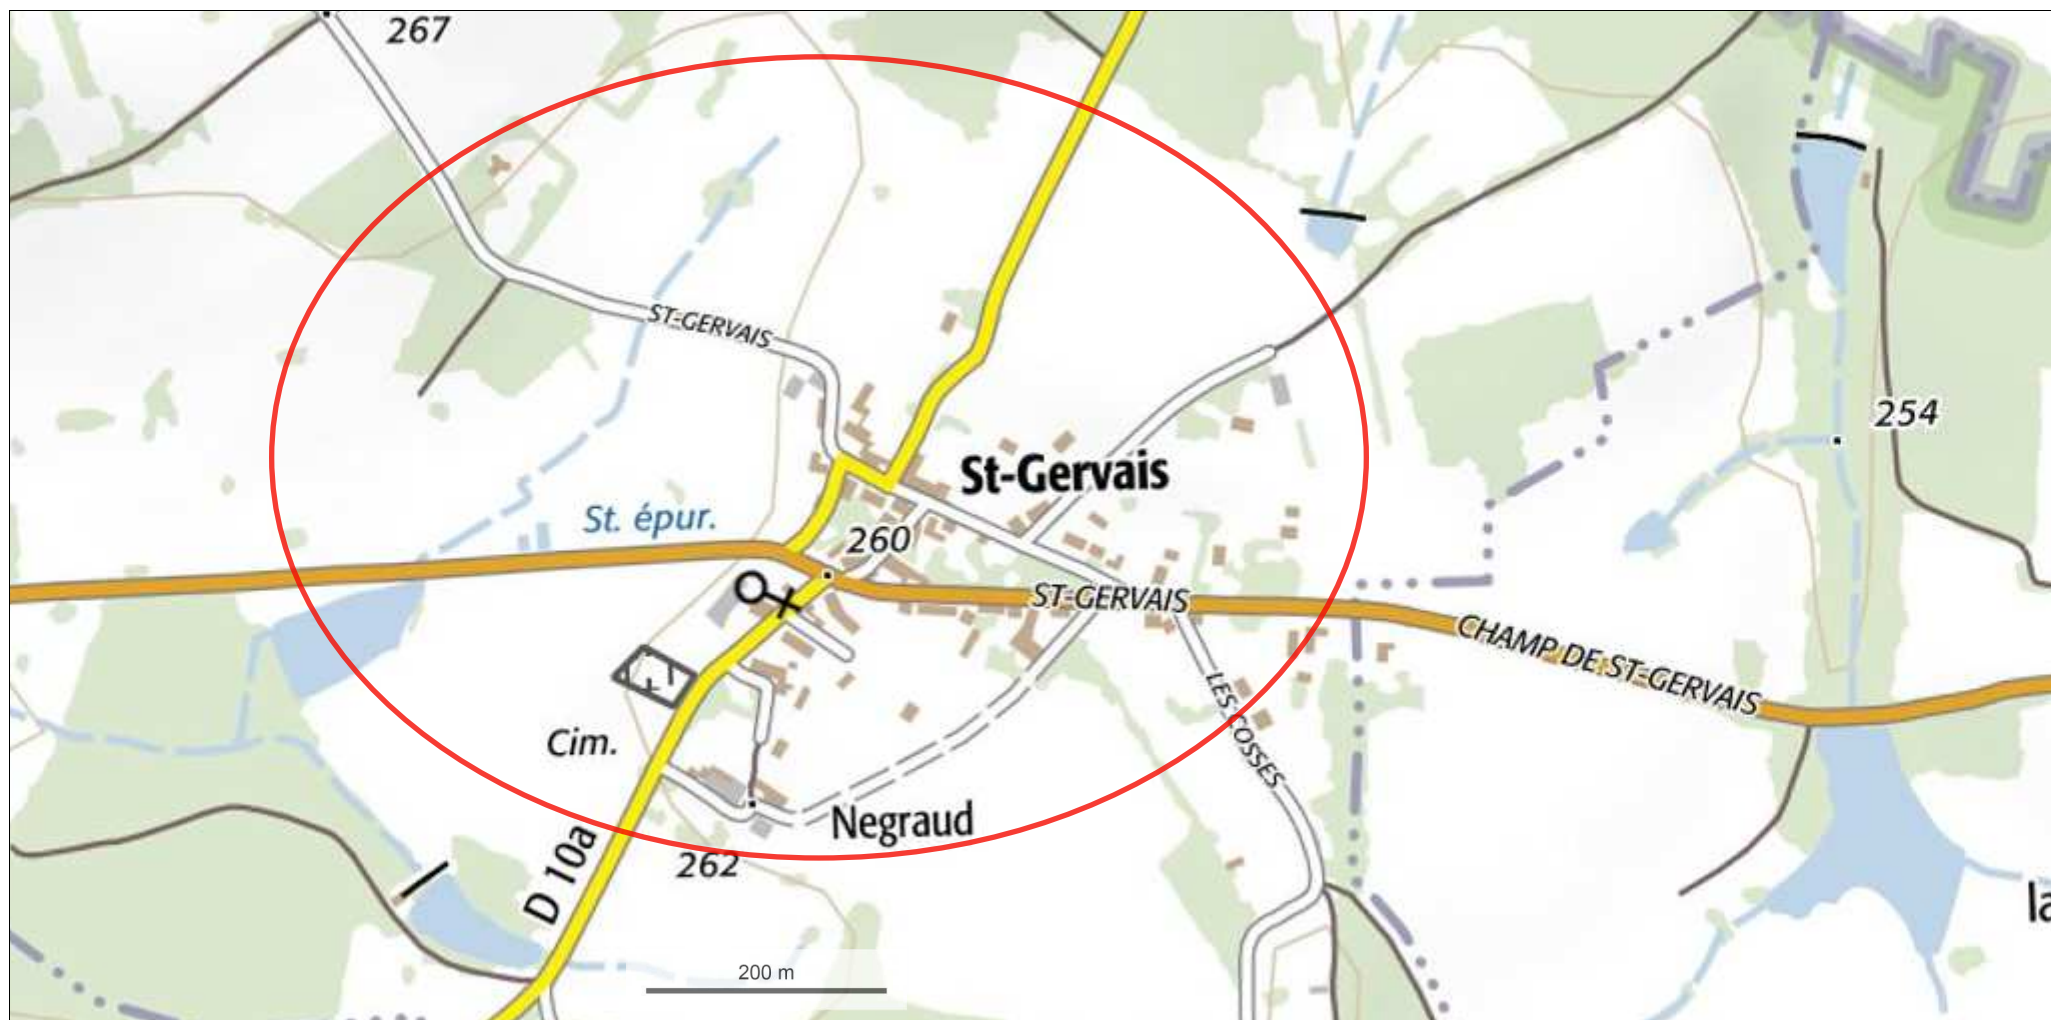 267
ST-GERVAIS
254
St-Gervais
St. épur.
260
ST-GERVAIS
CHAMP DE ST-GERVAIS
LES COSSES
Cim.
Negraud
D 10a
262
la
200 m